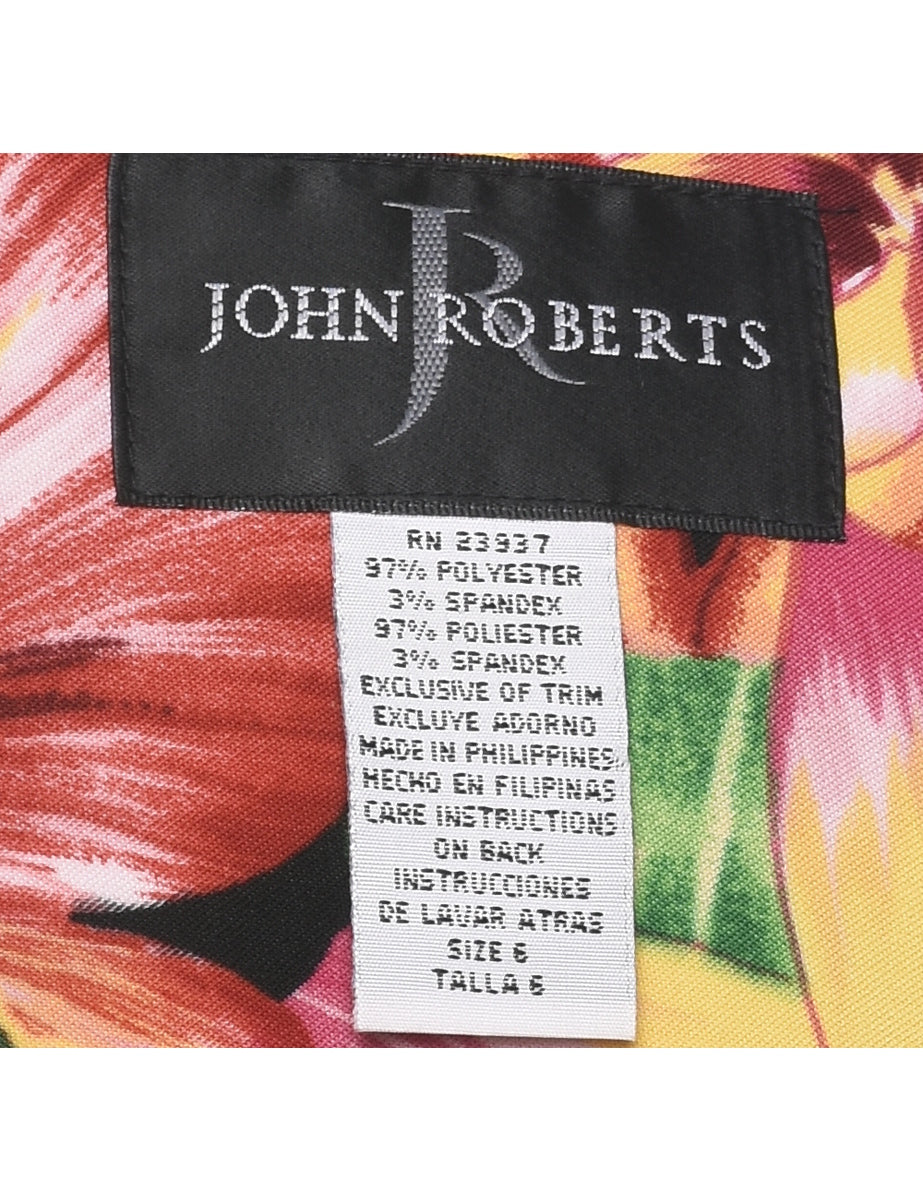 JR
JOHN ROBERTS
RN 23937
97% POLYESTER
3% SPANDEX
97% POLIESTER
3% SPANDEX
EXCLUSIVE OF TRIM
EXCLUYE ADORNO
MADE IN PHILIPPINES
HECHO EN FILIPINAS
CARE INSTRUCTIONS
ON BACK
INSTRUCCIONES
DE LAVAR ATRAS
SIZE 6
TALLA 6